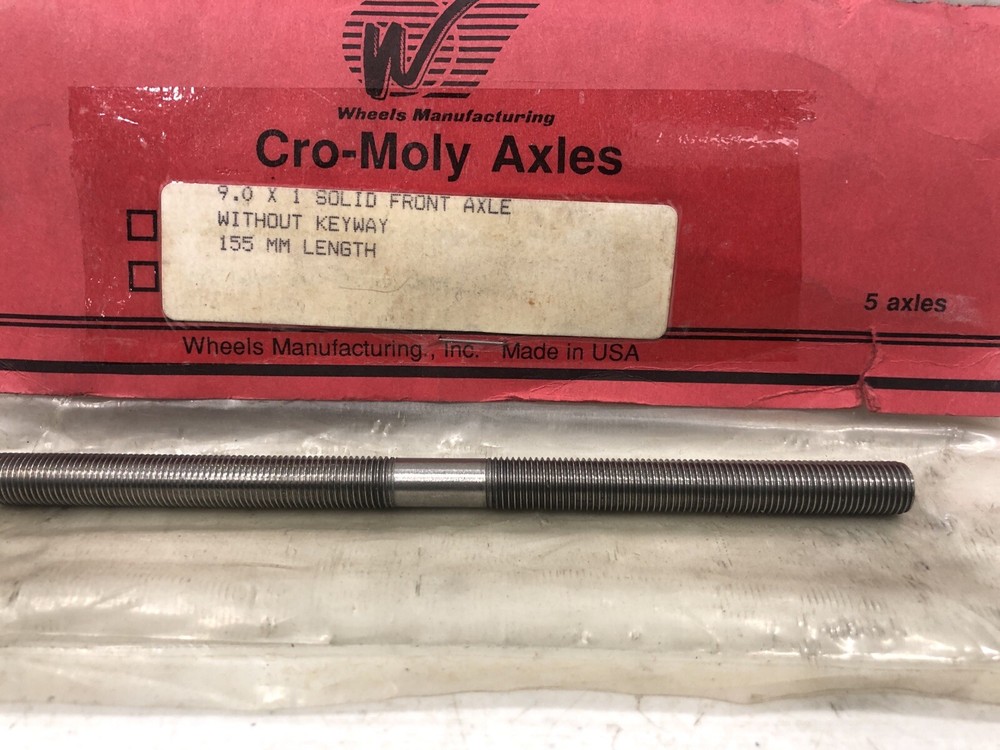 W
Wheels Manufacturing
Cro-Moly Axles
9.0 X 1 SOLID FRONT AXLE
WITHOUT KEYWAY
155 MM LENGTH
5 axles
Wheels Manufacturing., Inc. Made in USA